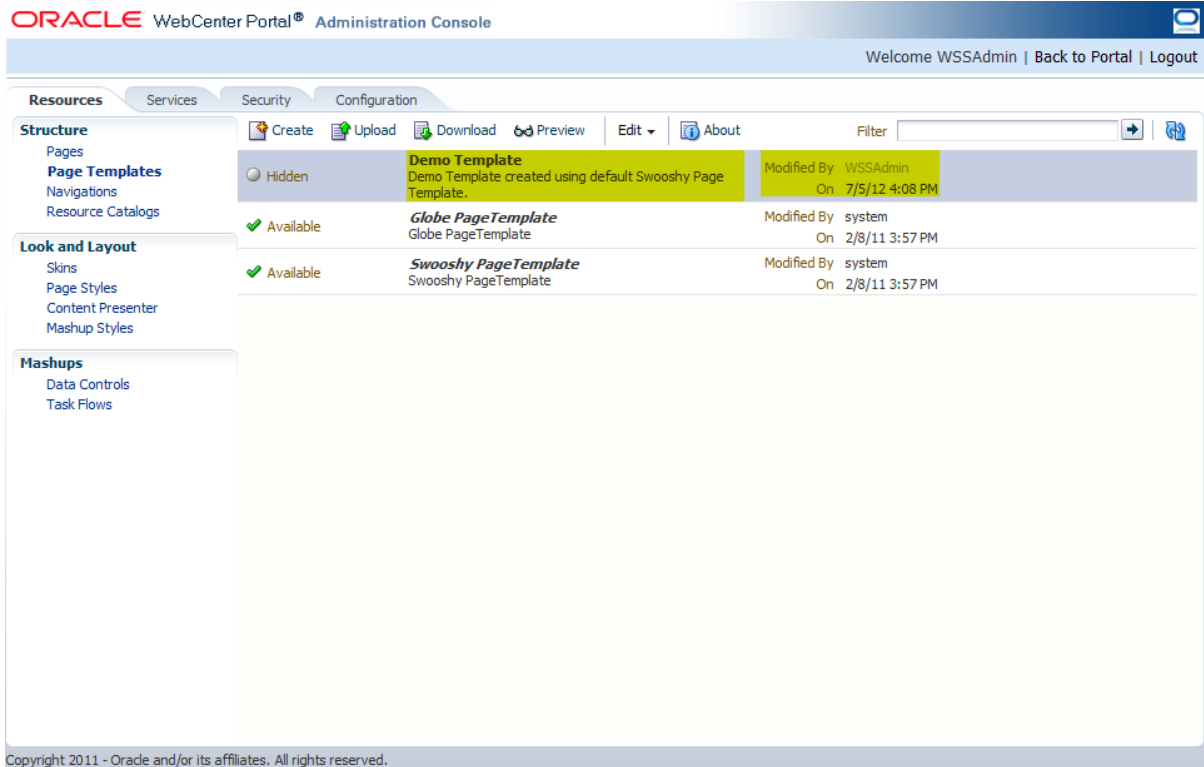 ORACLE WebCenter Portal® Administration Console
Welcome WSSAdmin | Back to Portal | Logout
Resources Services Security Configuration
Structure
Pages
Page Templates
Navigations
Resource Catalogs
Look and Layout
Skins
Page Styles
Content Presenter
Mashup Styles
Mashups
Data Controls
Task Flows
Create Upload Download Preview Edit About Filter
Hidden
Demo Template
Demo Template created using default Swooshy Page
Template.
Modified By WSSAdmin
On 7/5/12 4:08 PM
Available
Globe PageTemplate
Globe PageTemplate
Modified By system
On 2/8/11 3:57 PM
Available
Swooshy PageTemplate
Swooshy PageTemplate
Modified By system
On 2/8/11 3:57 PM
Copyright 2011 - Oracle and/or its affiliates. All rights reserved.